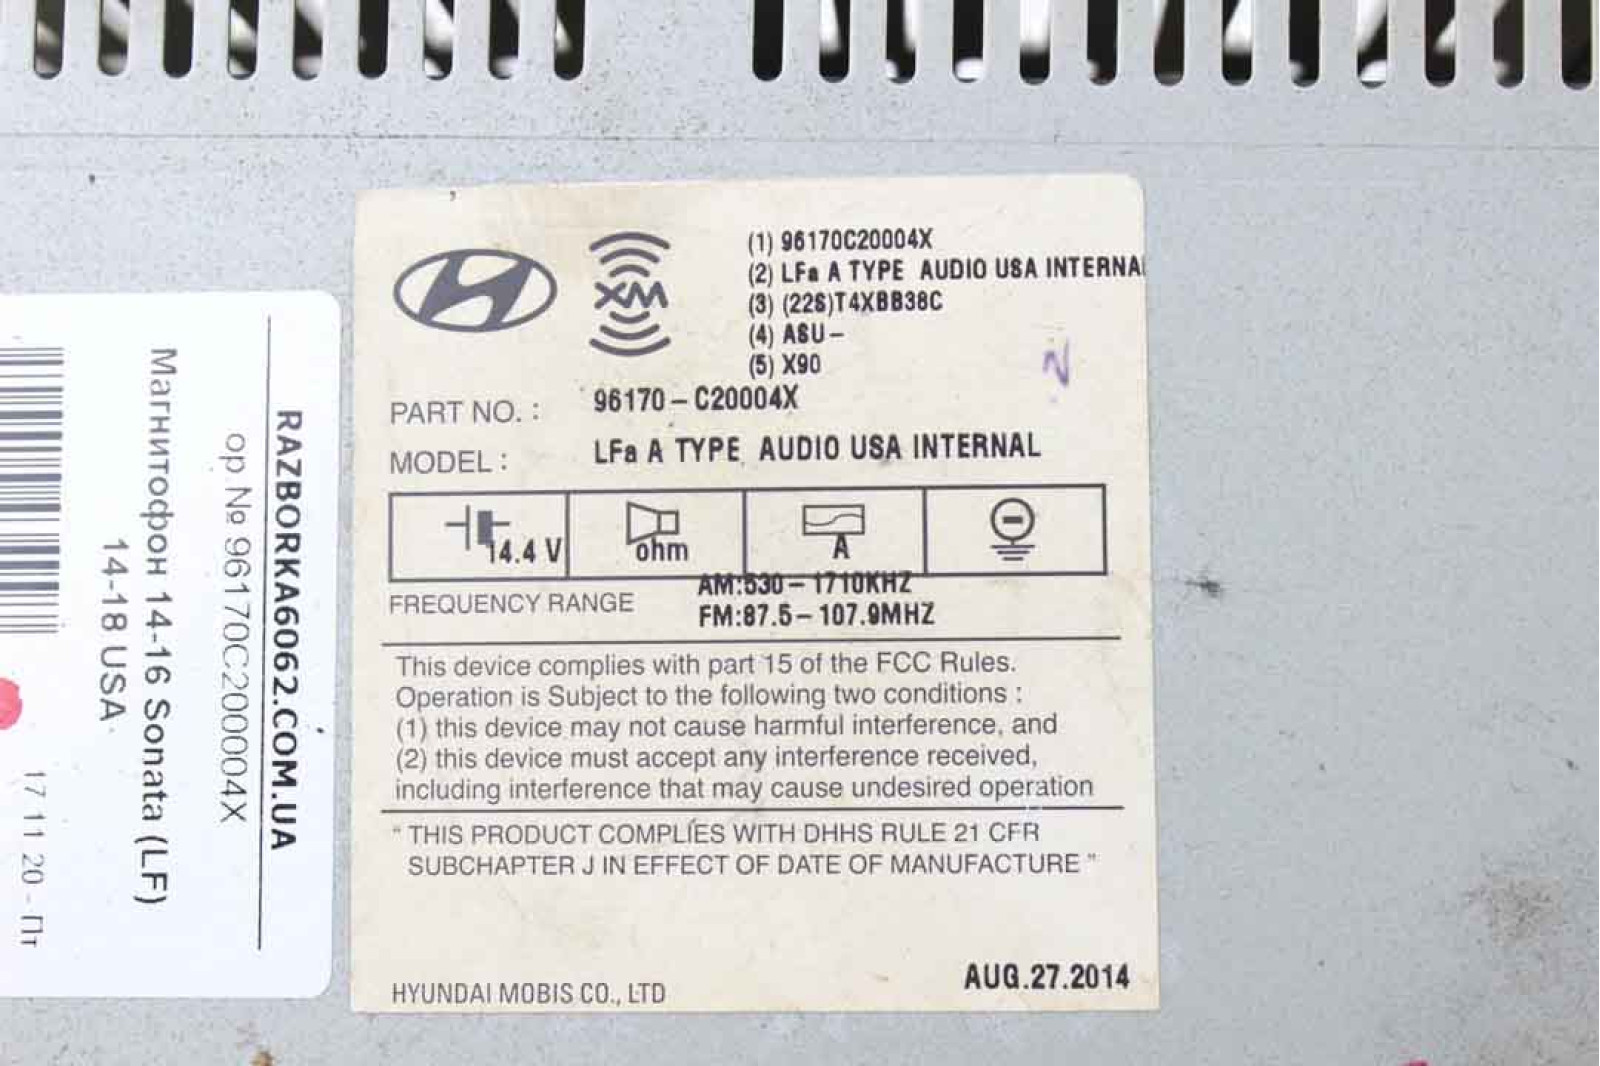 XM
(1) 96170C20004X
(2) LFa A TYPE AUDIO USA INTERNA
(3) (22S)T4XBB38C
(4) ASU-
(5) X90
PART NO. : 96170-C20004X
MODEL : LFa A TYPE AUDIO USA INTERNAL
14.4 V
ohm
A
FREQUENCY RANGE
AM:530-1710KHZ
FM:87.5-107.9MHZ
This device complies with part 15 of the FCC Rules.
Operation is Subject to the following two conditions :
(1) this device may not cause harmful interference, and
(2) this device must accept any interference received,
including interference that may cause undesired operation
" THIS PRODUCT COMPLIES WITH DHHS RULE 21 CFR
SUBCHAPTER J IN EFFECT OF DATE OF MANUFACTURE "
HYUNDAI MOBIS CO., LTD
AUG.27.2014
RAZBORKA6062.COM.UA
ор № 96170C20004X
Магнитофон 14-16 Sonata (LF)
14-18 USA
17 11 20 - Пт
N